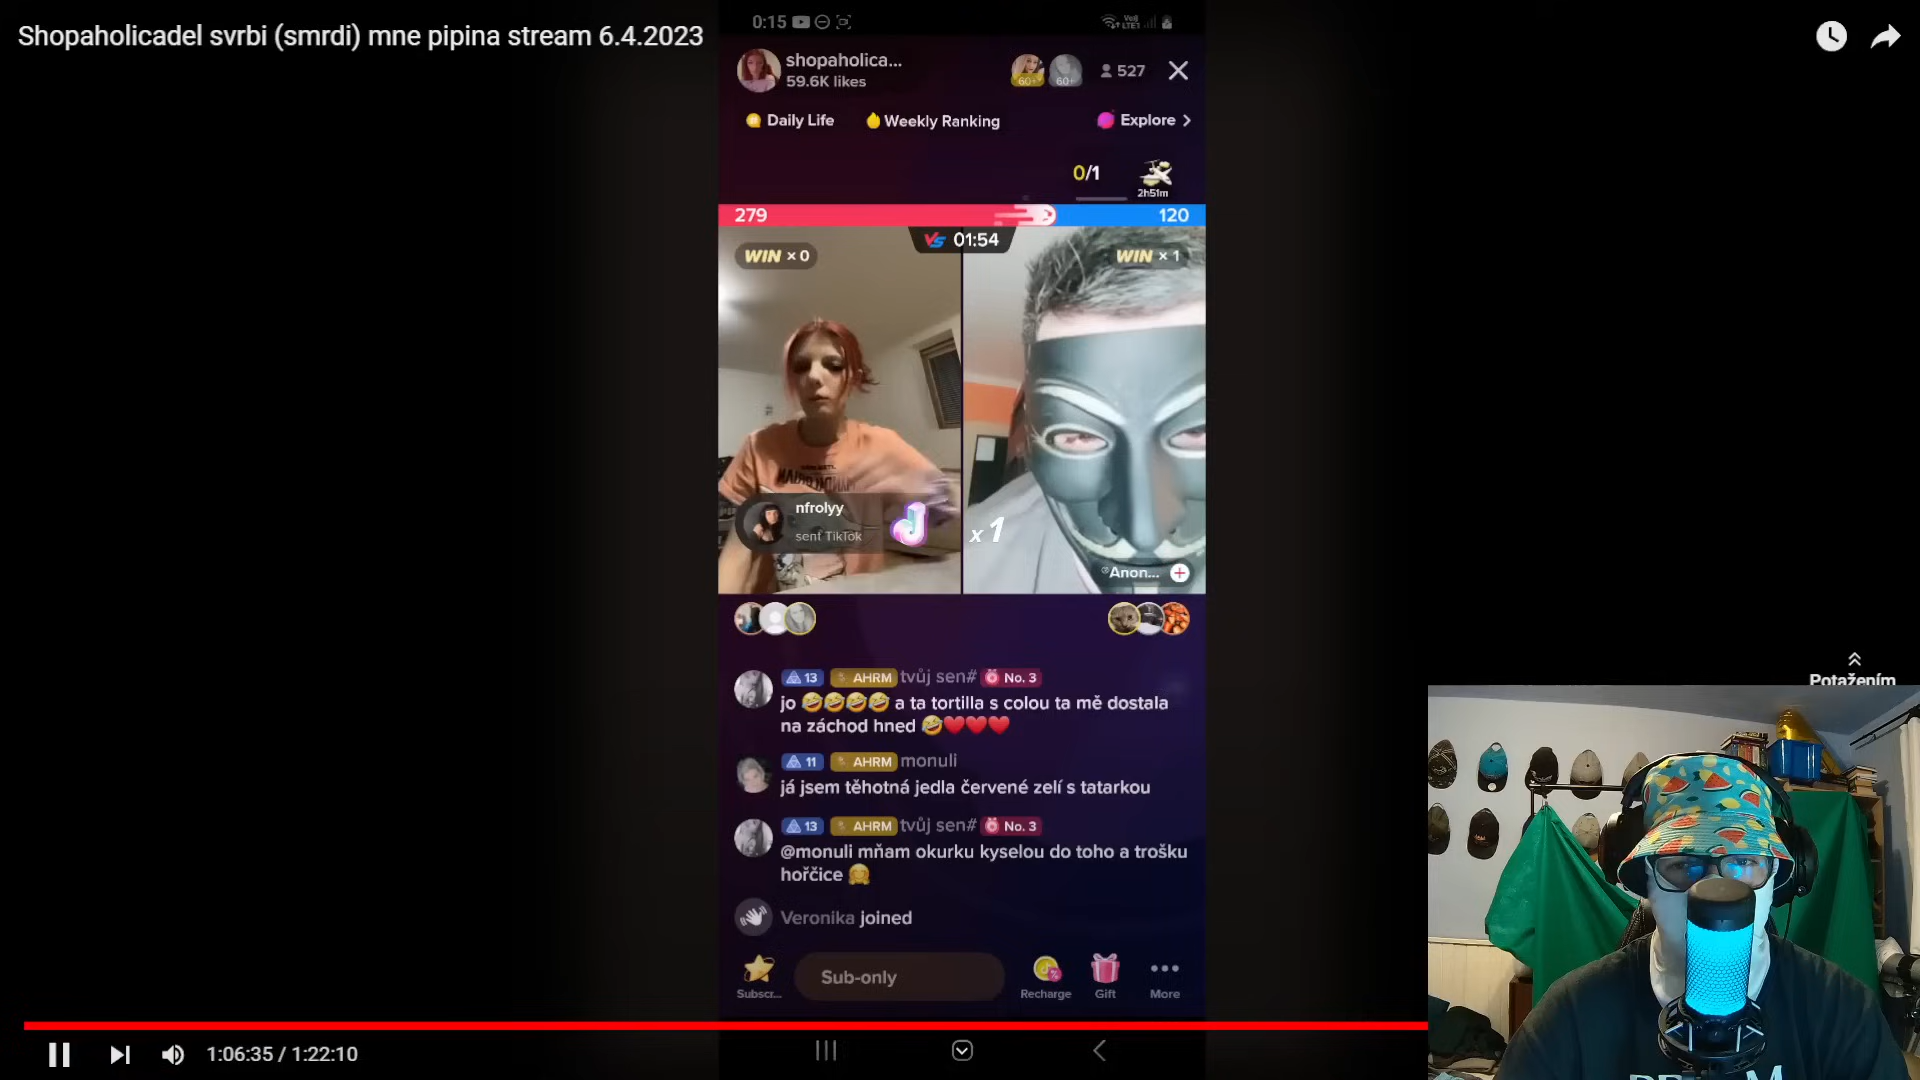 Shopaholicadel svrbi (smrdi) mne pipina stream 6.4.2023
0:15
shopaholica...
59.6K likes
60+
60+
527
Daily Life
Weekly Ranking
Explore
0/1
2h51m
279
120
VS 01:54
WIN × 0
WIN × 1
nfrolyy
sent TikTok
x1
Anon...
13 AHRM tvůj sen# No. 3
jo 🤣🤣🤣🤣 a ta tortilla s colou ta mě dostala
na záchod hned 🤣❤️❤️❤️
11 AHRM monuli
já jsem těhotná jedla červené zelí s tatarkou
13 AHRM tvůj sen# No. 3
@monuli mňam okurku kyselou do toho a trošku
hořčice 🤗
Veronika joined
Subscr...
Sub-only
Recharge
Gift
More
Potažením
1:06:35 / 1:22:10